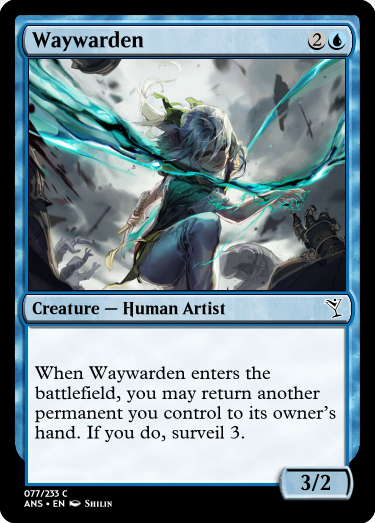 Waywarden 2
Creature — Human Artist
When Waywarden enters the
battlefield, you may return another
permanent you control to its owner's
hand. If you do, surveil 3.
3/2
077/233 C
ANS • EN Shilin